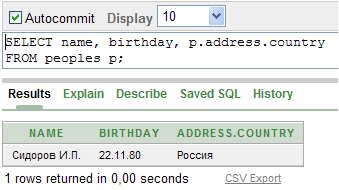 Autocommit Display 10
SELECT name, birthday, p.address.country
FROM peoples p;
Results Explain Describe Saved SQL History
NAME BIRTHDAY ADDRESS.COUNTRY
Сидоров И.П. 22.11.80 Россия
1 rows returned in 0,00 seconds CSV Export